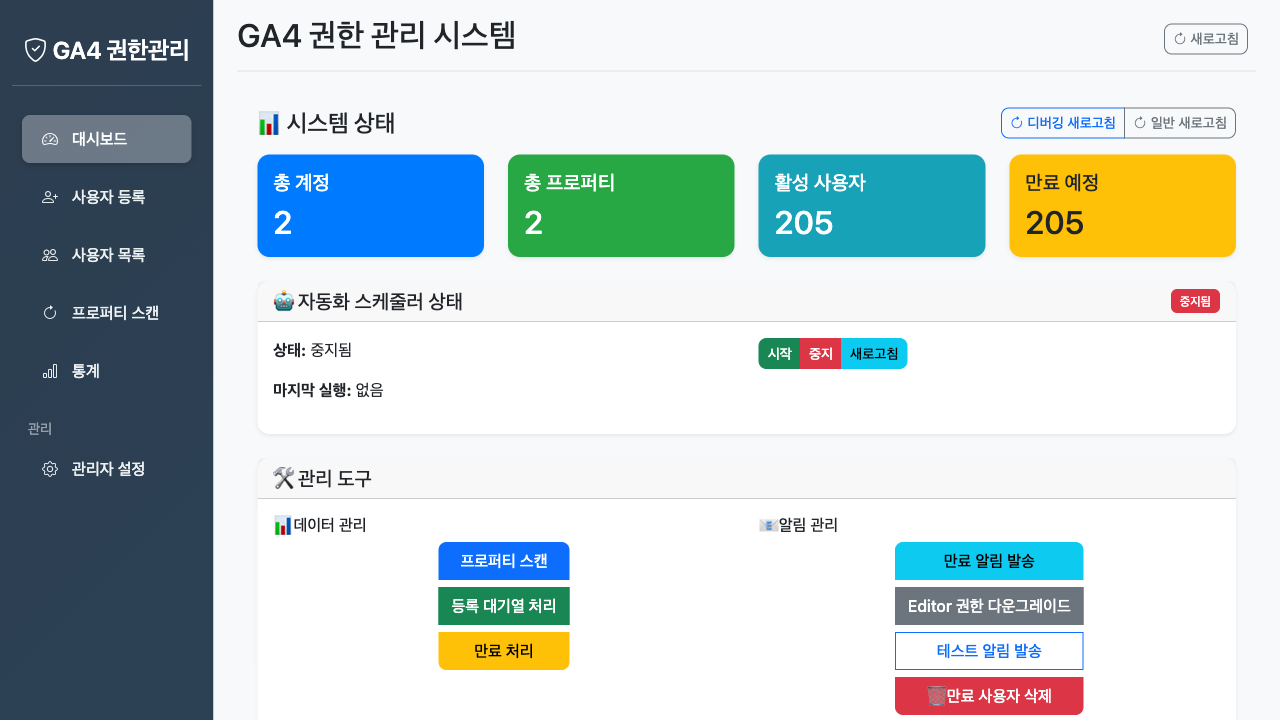 GA4 권한관리
대시보드
사용자 등록
사용자 목록
프로퍼티 스캔
통계
관리
관리자 설정
GA4 권한 관리 시스템
새로고침
📊 시스템 상태
디버깅 새로고침
일반 새로고침
총 계정
2
총 프로퍼티
2
활성 사용자
205
만료 예정
205
🤖 자동화 스케줄러 상태
중지됨
상태: 중지됨
마지막 실행: 없음
시작
중지
새로고침
🛠️ 관리 도구
📊 데이터 관리
프로퍼티 스캔
등록 대기열 처리
만료 처리
📧 알림 관리
만료 알림 발송
Editor 권한 다운그레이드
테스트 알림 발송
🗑️ 만료 사용자 삭제